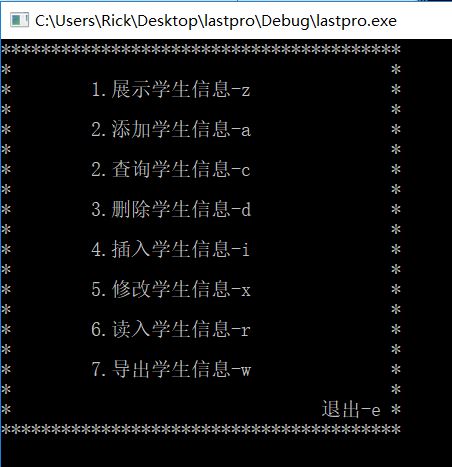 C:\Users\Rick\Desktop\lastpro\Debug\lastpro.exe
****************************************
*                                      *
*        1.展示学生信息-z              *
*                                      *
*        2.添加学生信息-a              *
*                                      *
*        2.查询学生信息-c              *
*                                      *
*        3.删除学生信息-d              *
*                                      *
*        4.插入学生信息-i              *
*                                      *
*        5.修改学生信息-x              *
*                                      *
*        6.读入学生信息-r              *
*                                      *
*        7.导出学生信息-w              *
*                                      *
*                               退出-e *
****************************************